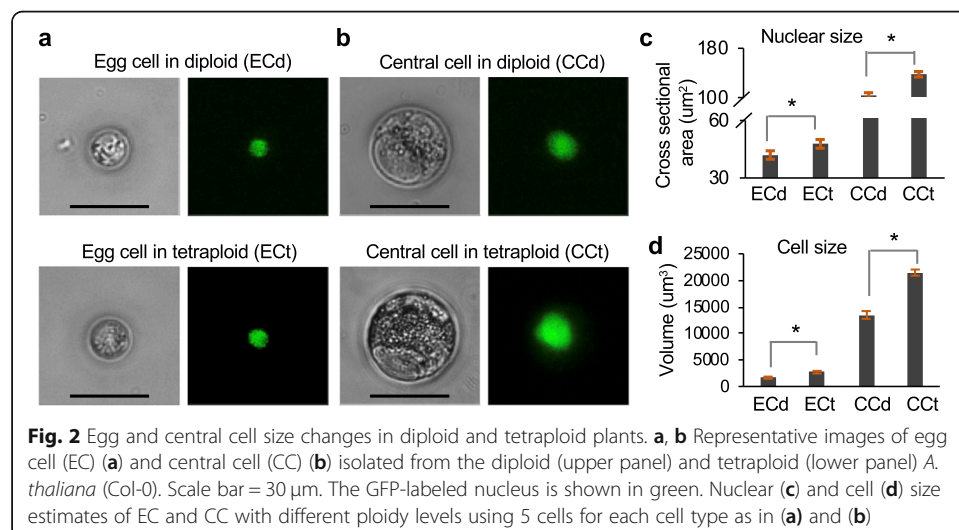 a
Egg cell in diploid (ECd)
Egg cell in tetraploid (ECt)
b
Central cell in diploid (CCd)
Central cell in tetraploid (CCt)
c
Nuclear size
Cross sectional
area (um²)
180
100
60
30
*
*
ECd ECt CCd CCt
d
Cell size
Volume (um³)
25000
20000
15000
10000
5000
0
*
*
ECd ECt CCd CCt
Fig. 2 Egg and central cell size changes in diploid and tetraploid plants. a, b Representative images of egg
cell (EC) (a) and central cell (CC) (b) isolated from the diploid (upper panel) and tetraploid (lower panel) A.
thaliana (Col-0). Scale bar = 30 μm. The GFP-labeled nucleus is shown in green. Nuclear (c) and cell (d) size
estimates of EC and CC with different ploidy levels using 5 cells for each cell type as in (a) and (b)